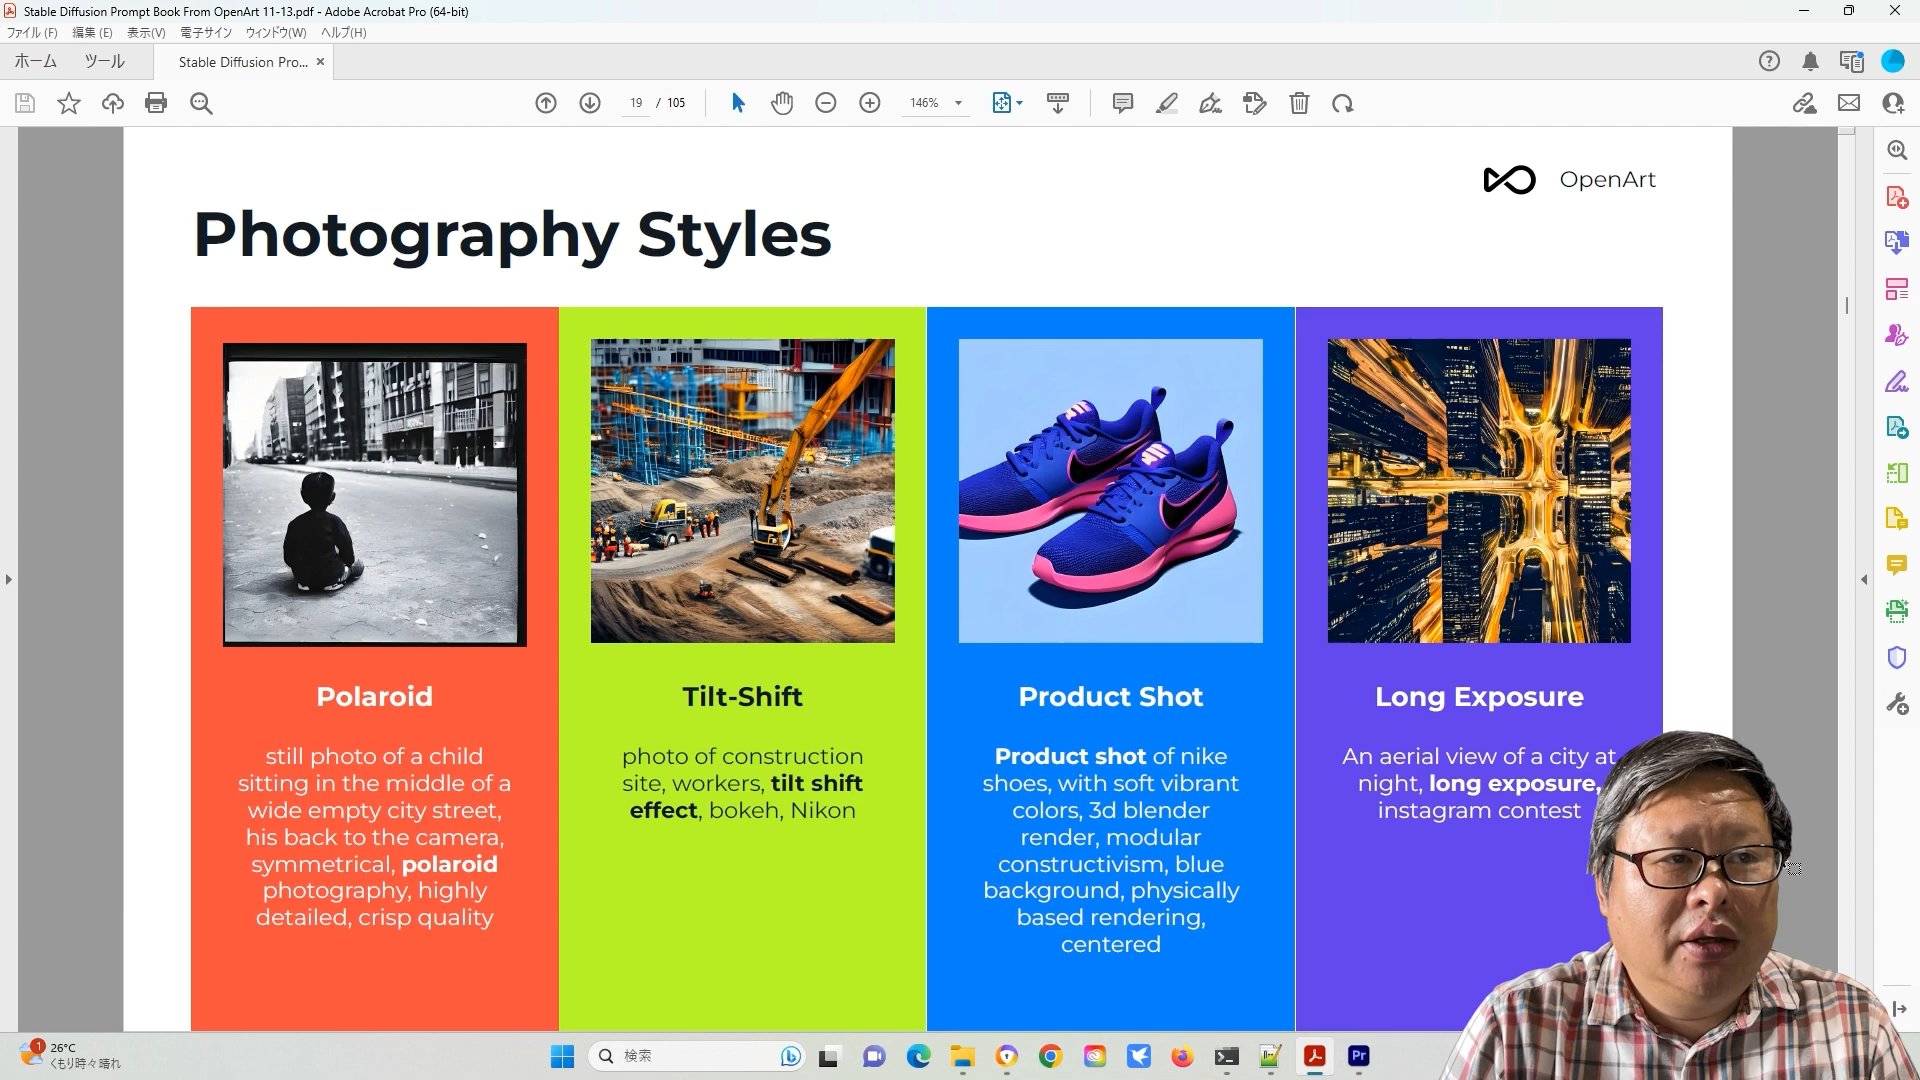 Stable Diffusion Prompt Book From OpenArt 11-13.pdf - Adobe Acrobat Pro (64-bit)
ファイル (F) 編集 (E) 表示(V) 電子サイン ウィンドウ(W) ヘルプ(H)
ホーム ツール Stable Diffusion Pro... ×
19 / 105 146%
OpenArt
Photography Styles
Polaroid
still photo of a child
sitting in the middle of a
wide empty city street,
his back to the camera,
symmetrical, polaroid
photography, highly
detailed, crisp quality
Tilt-Shift
photo of construction
site, workers, tilt shift
effect, bokeh, Nikon
Product Shot
Product shot of nike
shoes, with soft vibrant
colors, 3d blender
render, modular
constructivism, blue
background, physically
based rendering,
centered
Long Exposure
An aerial view of a city at
night, long exposure,
instagram contest
1
26°C
くもり時々晴れ
検索
Pr